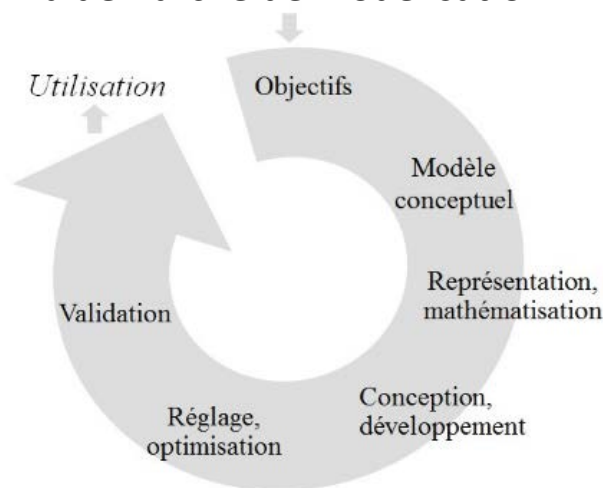 Utilisation
Objectifs
Modèle
conceptuel
Représentation,
mathématisation
Conception,
développement
Réglage,
optimisation
Validation